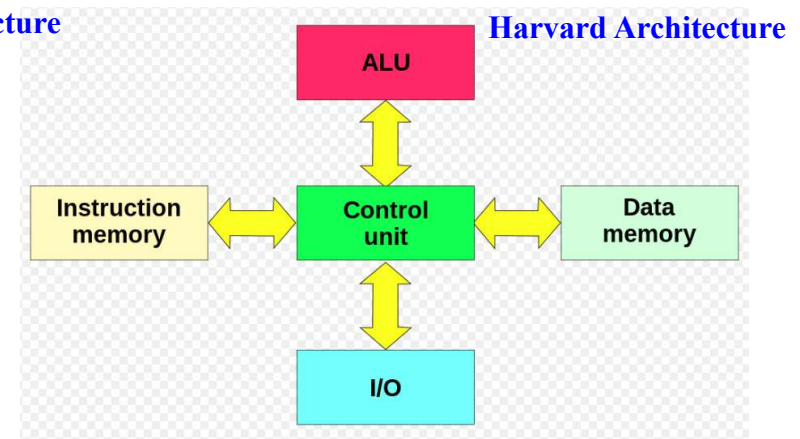 cture
Harvard Architecture
ALU
Instruction
memory
Control
unit
Data
memory
I/O